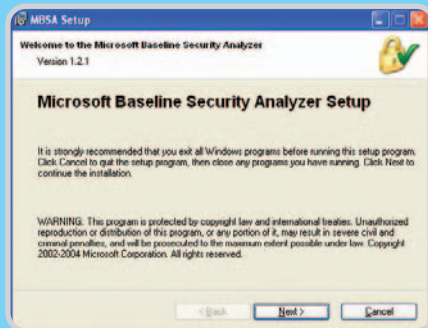 MBSA Setup
Welcome to the Microsoft Baseline Security Analyzer
Version 1.2.1
Microsoft Baseline Security Analyzer Setup
It is strongly recommended that you exit all Windows programs before running this setup program.
Click Cancel to quit the setup program, then close any programs you have running. Click Next to
continue the installation.
WARNING: This program is protected by copyright law and international treaties. Unauthorized
reproduction or distribution of this program, or any portion of it, may result in severe civil and
criminal penalties, and will be prosecuted to the maximum extent possible under law. Copyright
2002-2004 Microsoft Corporation. All rights reserved.
< Back Next > Cancel